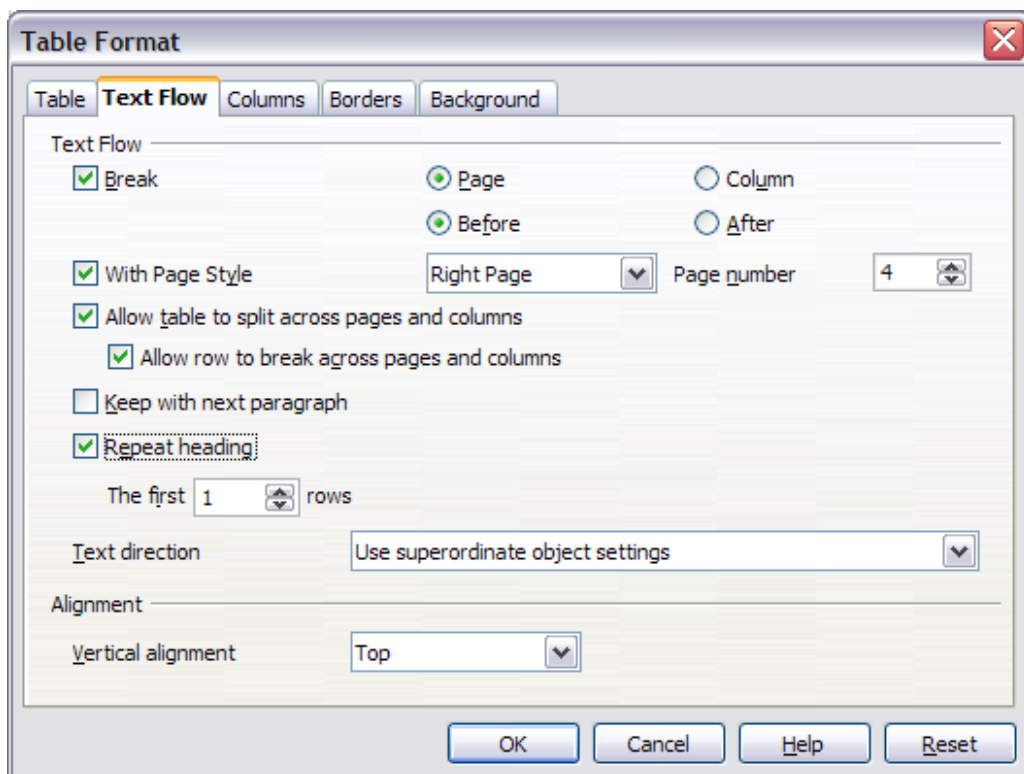 Table Format
Table Text Flow Columns Borders Background
Text Flow
Break Page Column
Before After
With Page Style Right Page Page number 4
Allow table to split across pages and columns
Allow row to break across pages and columns
Keep with next paragraph
Repeat heading
The first 1 rows
Text direction Use superordinate object settings
Alignment
Vertical alignment Top
OK Cancel Help Reset